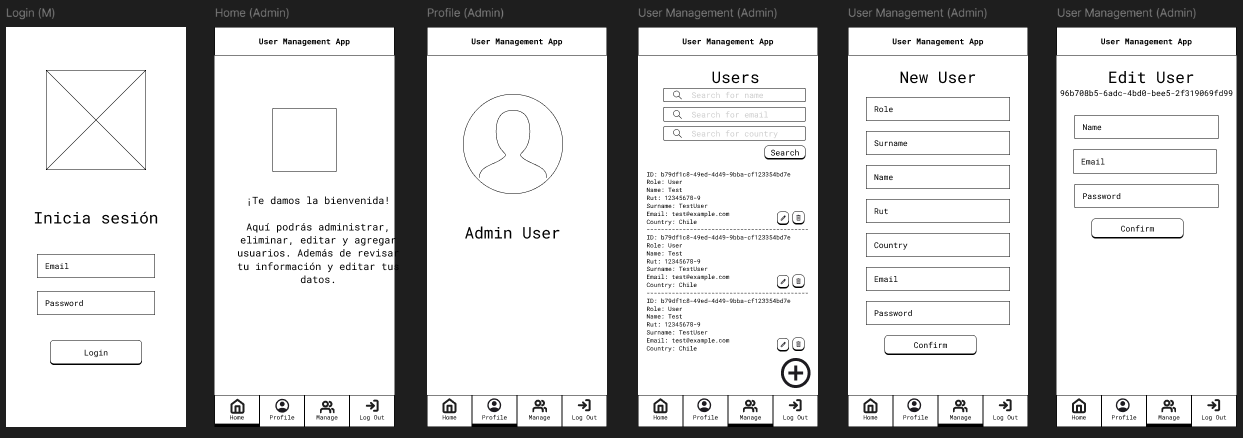 Login (M)
Inicia sesión
Email
Password
Login
Home (Admin)
User Management App
¡Te damos la bienvenida!
Aquí podrás administrar,
eliminar, editar y agregar
usuarios. Además de revisar
tu información y editar tus
datos.
Home
Profile
Manage
Log Out
Profile (Admin)
User Management App
Admin User
Home
Profile
Manage
Log Out
User Management (Admin)
User Management App
Users
Search for name
Search for email
Search for country
Search
ID: b79df1c8-49ed-4d49-9bba-cf123354bd7e
Role: User
Name: Test
Rut: 12345678-9
Surname: TestUser
Email: test@example.com
Country: Chile
ID: b79df1c8-49ed-4d49-9bba-cf123354bd7e
Role: User
Name: Test
Rut: 12345678-9
Surname: TestUser
Email: test@example.com
Country: Chile
ID: b79df1c8-49ed-4d49-9bba-cf123354bd7e
Role: User
Name: Test
Rut: 12345678-9
Surname: TestUser
Email: test@example.com
Country: Chile
Home
Profile
Manage
Log Out
User Management (Admin)
User Management App
New User
Role
Surname
Name
Rut
Country
Email
Password
Confirm
Home
Profile
Manage
Log Out
User Management (Admin)
User Management App
Edit User
96b708b5-6adc-4bd0-bee5-2f319069fd99
Name
Email
Password
Confirm
Home
Profile
Manage
Log Out